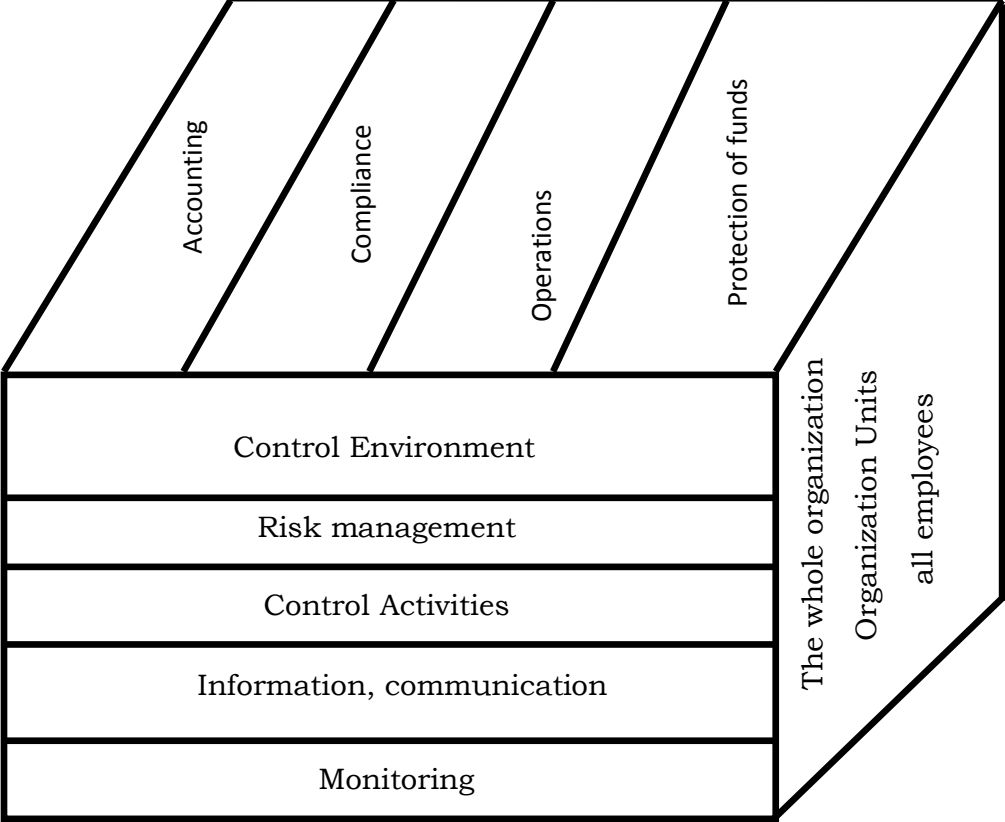 Accounting
Compliance
Operations
Protection of funds
Control Environment
Risk management
Control Activities
Information, communication
Monitoring
The whole organization
Organization Units
all employees